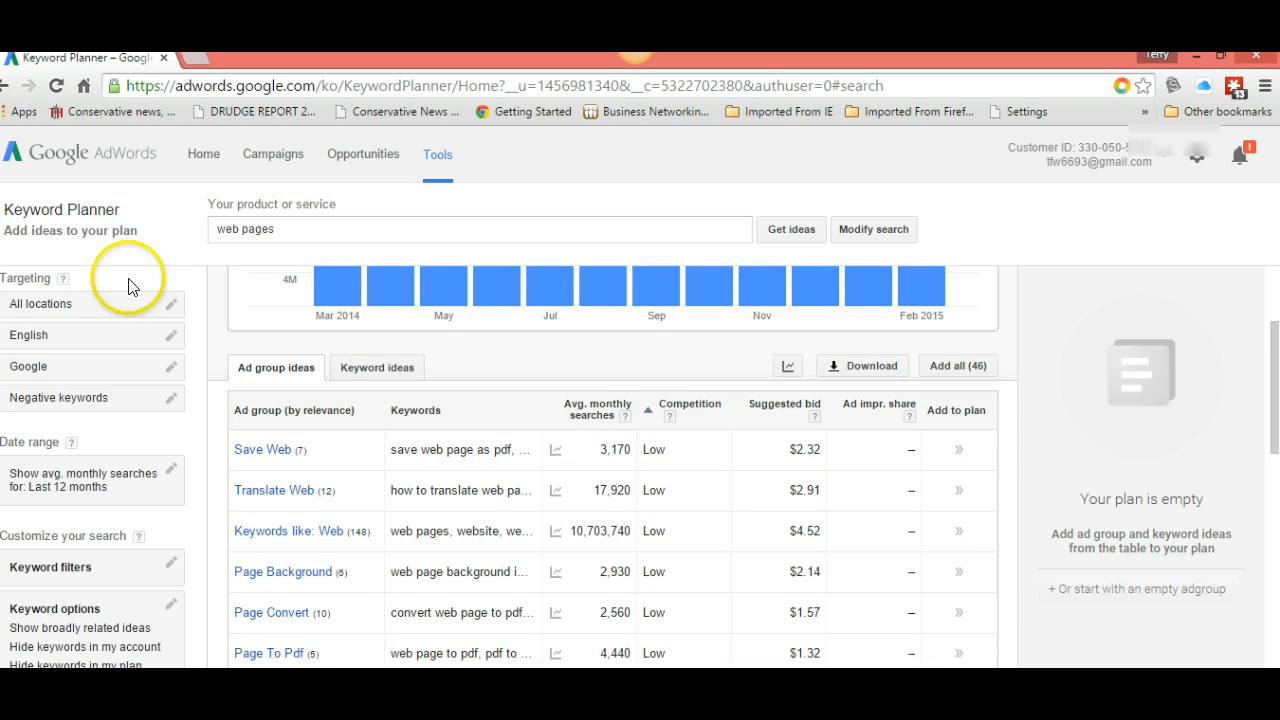 Keyword Planner – Googl
Terry
https://adwords.google.com/ko/KeywordPlanner/Home?__u=1456981340&__c=5322702380&authuser=0#search
13
Apps Conservative news, ... DRUDGE REPORT 2... Conservative News ... Getting Started Business Networkin... Imported From IE Imported From Firef... Settings » Other bookmarks
Google AdWords Home Campaigns Opportunities Tools
Customer ID: 330-050-
tfw6693@gmail.com
!
Keyword Planner
Add ideas to your plan
Your product or service
web pages Get ideas Modify search
Targeting ?
All locations
English
Google
Negative keywords
Date range ?
Show avg. monthly searches
for: Last 12 months
Customize your search ?
Keyword filters
Keyword options
Show broadly related ideas
Hide keywords in my account
Hide keywords in my plan
4M
Mar 2014 May Jul Sep Nov Feb 2015
Ad group ideas Keyword ideas Download Add all (46)
Ad group (by relevance) Keywords Avg. monthly searches ? Competition ? Suggested bid ? Ad impr. share ? Add to plan
Save Web (7) save web page as pdf, ... 3,170 Low $2.32 – »
Translate Web (12) how to translate web pa... 17,920 Low $2.91 – »
Keywords like: Web (148) web pages, website, we... 10,703,740 Low $4.52 – »
Page Background (6) web page background i... 2,930 Low $2.14 – »
Page Convert (10) convert web page to pdf... 2,560 Low $1.57 – »
Page To Pdf (5) web page to pdf, pdf to ... 4,440 Low $1.32 – »
Your plan is empty
Add ad group and keyword ideas
from the table to your plan
+ Or start with an empty adgroup